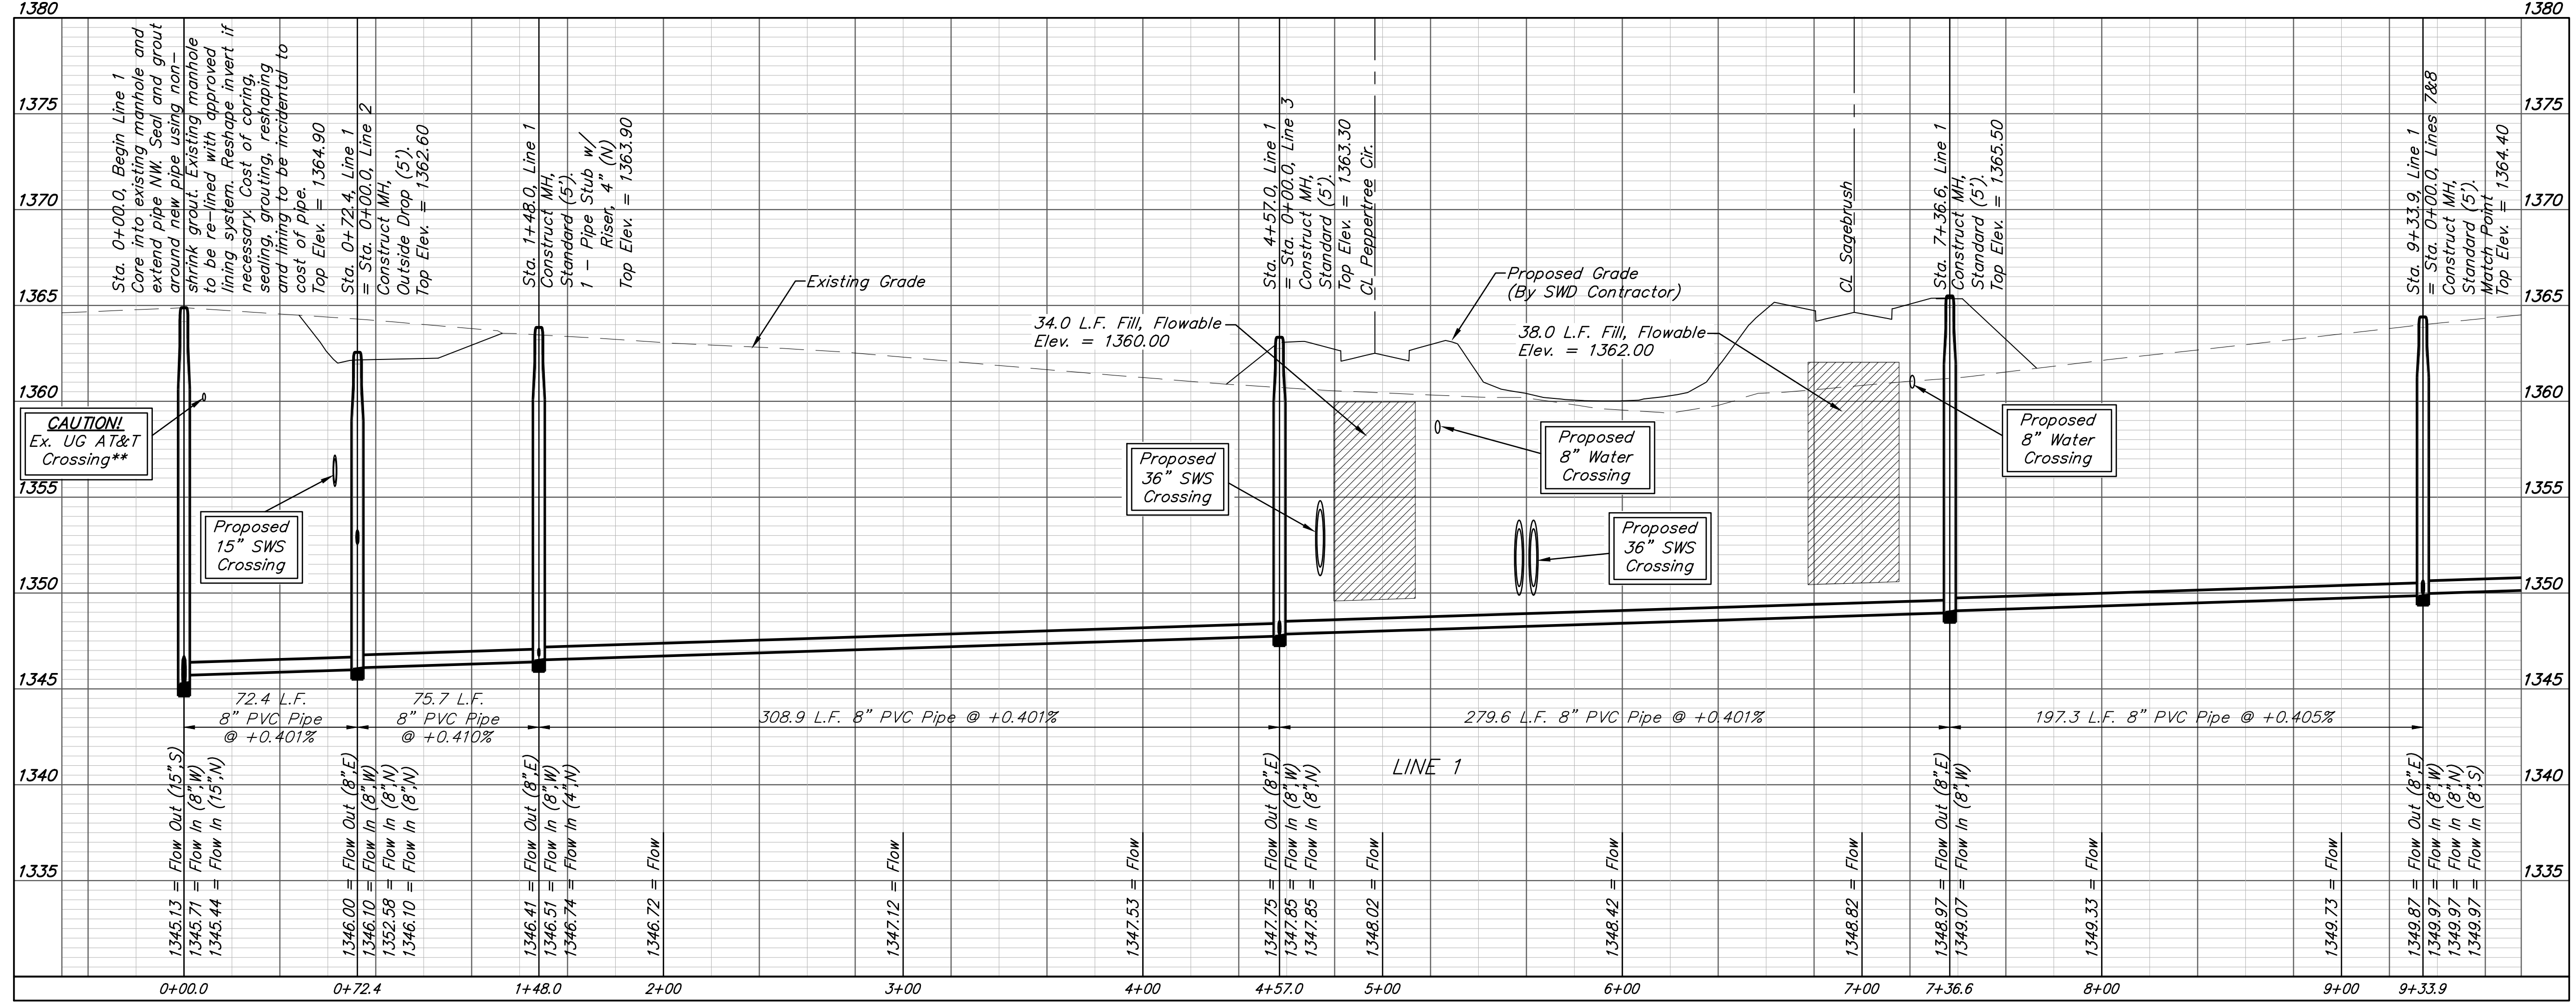 1380
1380
Sta. 0+00.0, Begin Line 1
Core into existing manhole and
extend pipe NW. Seal and grout
around new pipe using non-
shrink grout. Existing manhole
to be re-lined with approved
lining system. Reshape invert if
necessary. Cost of coring,
sealing, grouting, reshaping
and lining to be incidental to
cost of pipe.
Top Elev. = 1364.90
Sta. 0+72.4, Line 1
= Sta. 0+00.0, Line 2
Construct MH,
Outside Drop (5').
Top Elev. = 1362.60
Sta. 1+48.0, Line 1
Construct MH,
Standard (5').
1 - Pipe Stub w/
Riser, 4" (N)
Top Elev. = 1363.90
Sta. 4+57.0, Line 1
= Sta. 0+00.0, Line 3
Construct MH,
Standard (5').
Top Elev. = 1363.30
CL Peppertree Cir.
CL Sagebrush
Sta. 7+36.6, Line 1
Construct MH,
Standard (5').
Top Elev. = 1365.50
Sta. 9+33.9, Line 1
= Sta. 0+00.0, Lines 7&8
Construct MH,
Standard (5').
Match Point
Top Elev. = 1364.40
1375
1375
1370
1370
1365
1365
Existing Grade
Proposed Grade
(By SWD Contractor)
34.0 L.F. Fill, Flowable
Elev. = 1360.00
38.0 L.F. Fill, Flowable
Elev. = 1362.00
1360
1360
CAUTION!
Ex. UG AT&T
Crossing**
Proposed
15" SWS
Crossing
Proposed
36" SWS
Crossing
Proposed
8" Water
Crossing
Proposed
36" SWS
Crossing
Proposed
8" Water
Crossing
1355
1355
1350
1350
1345
1345
72.4 L.F.
8" PVC Pipe
@ +0.401%
75.7 L.F.
8" PVC Pipe
@ +0.410%
308.9 L.F. 8" PVC Pipe @ +0.401%
279.6 L.F. 8" PVC Pipe @ +0.401%
197.3 L.F. 8" PVC Pipe @ +0.405%
LINE 1
1340
1340
1335
1335
1345.13 = Flow Out (15",S)
1345.71 = Flow In (8",W)
1345.44 = Flow In (15",N)
1346.00 = Flow Out (8",E)
1346.10 = Flow In (8",W)
1352.58 = Flow In (8",N)
1346.10 = Flow In (8",N)
1346.41 = Flow Out (8",E)
1346.51 = Flow In (8",W)
1346.74 = Flow In (4",N)
1346.72 = Flow
1347.12 = Flow
1347.53 = Flow
1347.75 = Flow Out (8",E)
1347.85 = Flow In (8",W)
1347.85 = Flow In (8",N)
1348.02 = Flow
1348.42 = Flow
1348.82 = Flow
1348.97 = Flow Out (8",E)
1349.07 = Flow In (8",W)
1349.33 = Flow
1349.73 = Flow
1349.87 = Flow Out (8",E)
1349.97 = Flow In (8",W)
1349.97 = Flow In (8",N)
1349.97 = Flow In (8",S)
0+00.0
0+72.4
1+48.0
2+00
3+00
4+00
4+57.0
5+00
6+00
7+00
7+36.6
8+00
9+00
9+33.9